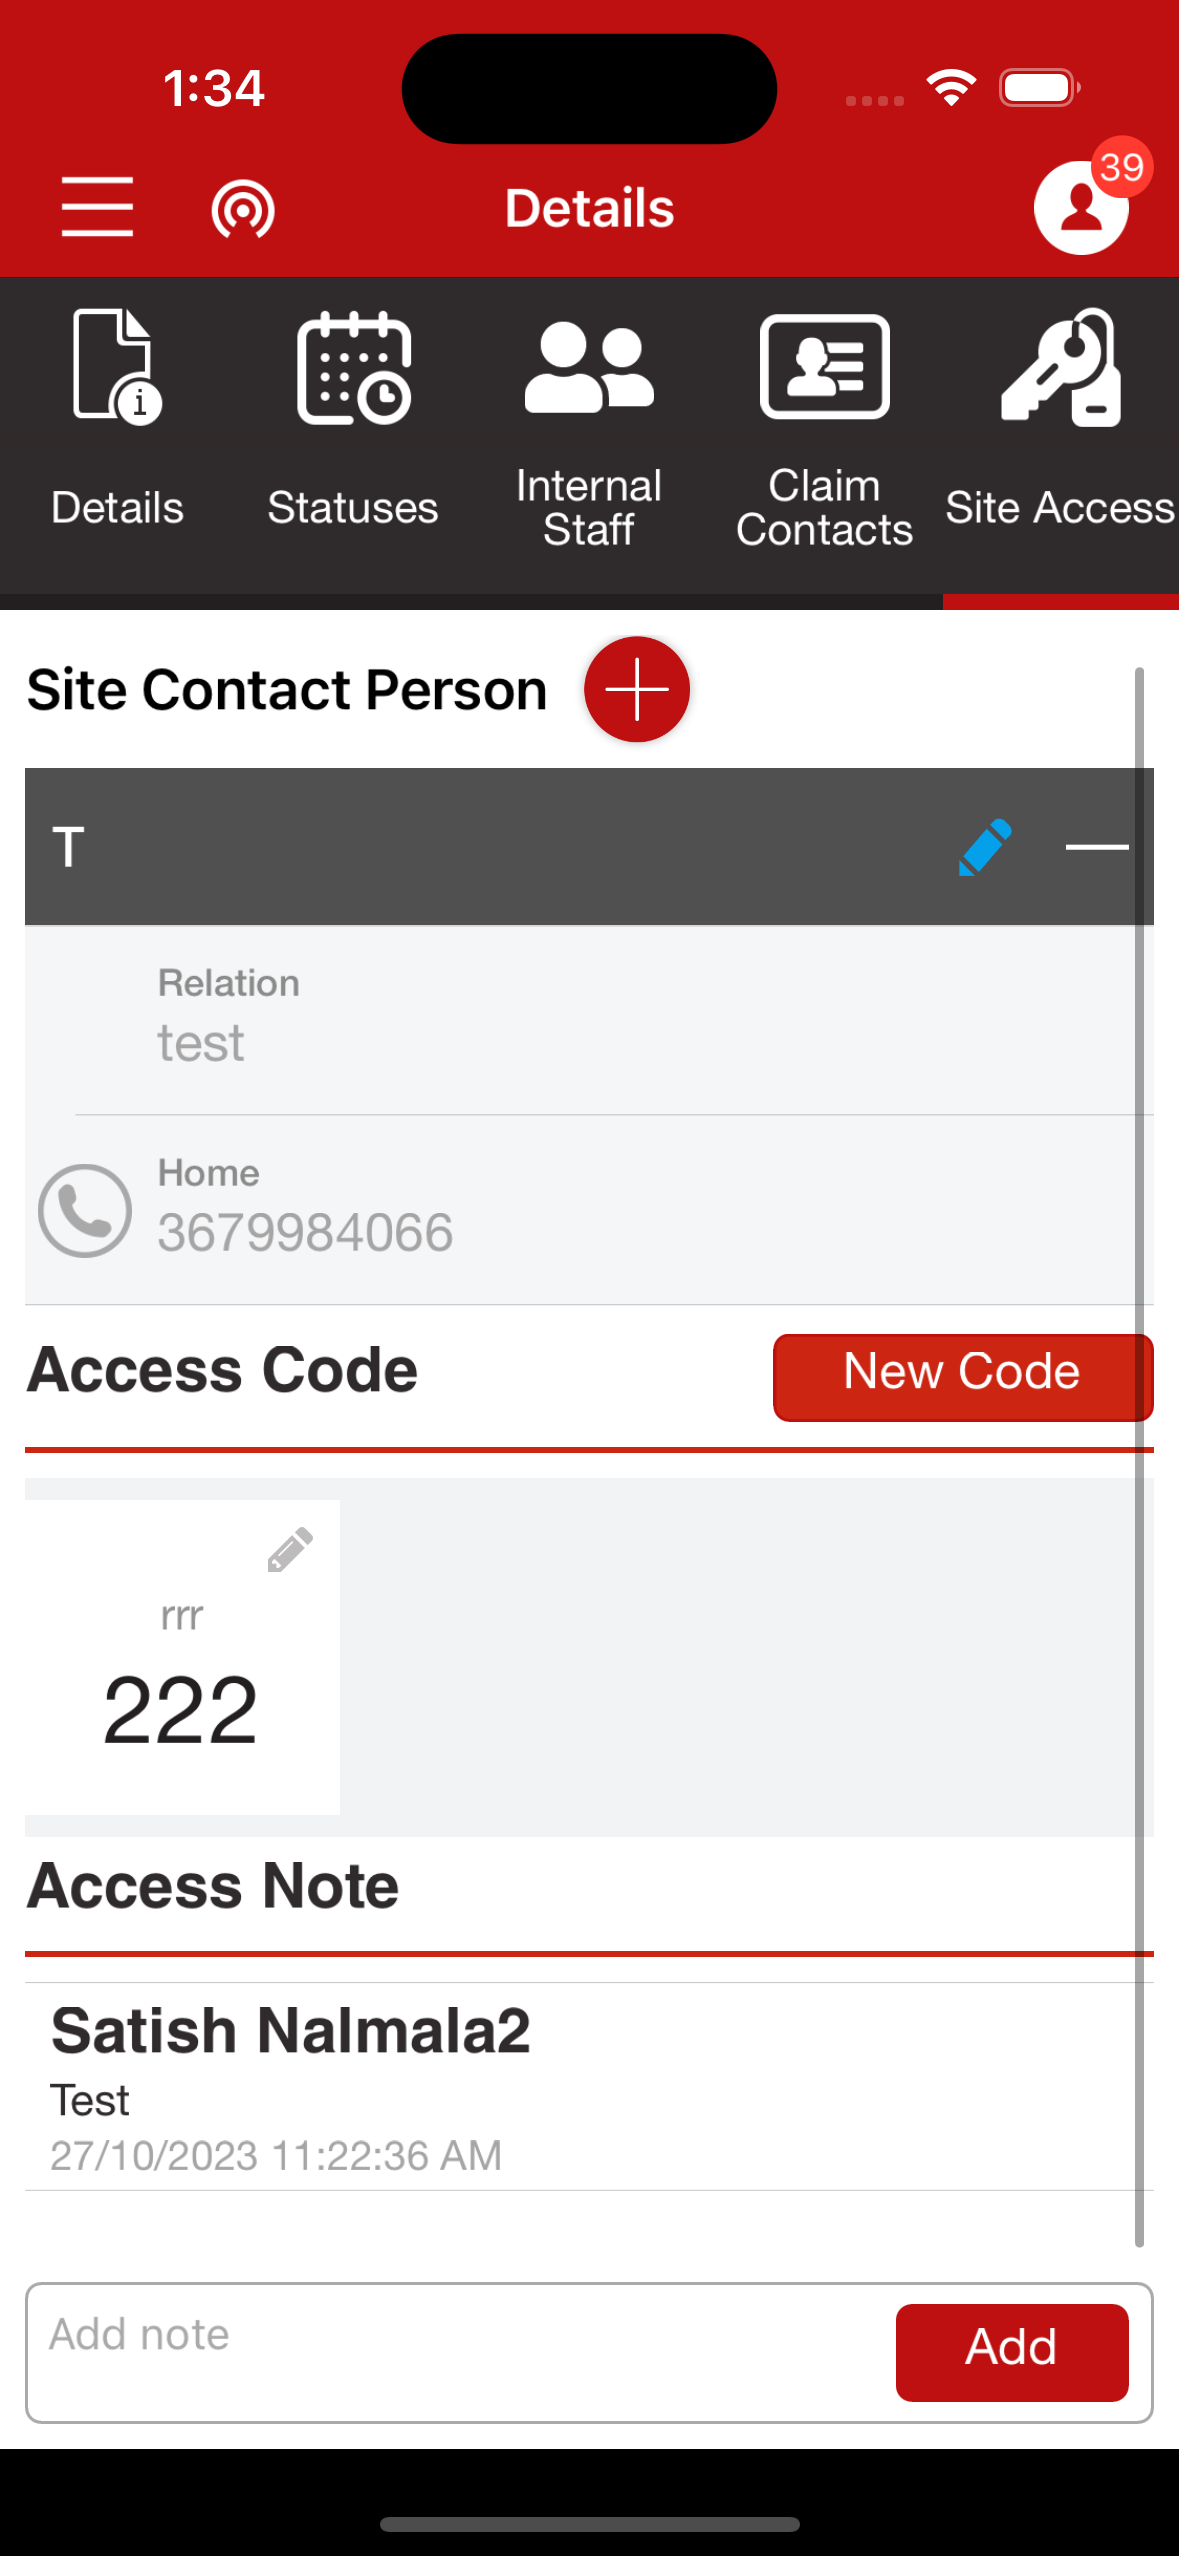 1:34
Details
39
Details
Statuses
Internal
Staff
Claim
Contacts
Site Access
Site Contact Person
T
Relation
test
Home
3679984066
Access Code
New Code
rrr
222
Access Note
Satish Nalmala2
Test
27/10/2023 11:22:36 AM
Add note
Add